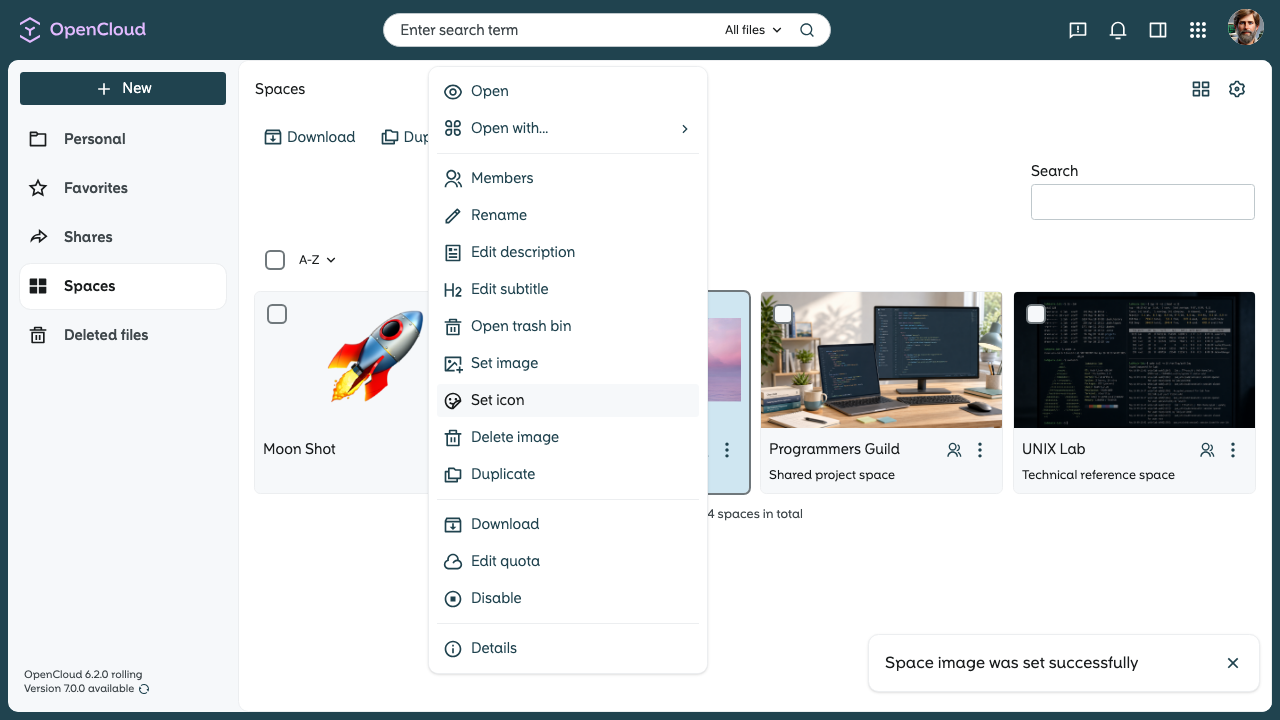 OpenCloud
Enter search term
All files
New
Personal
Favorites
Shares
Spaces
Deleted files
OpenCloud 6.2.0 rolling
Version 7.0.0 available
Spaces
Download
Dup
Search
A-Z
Open
Open with...
Members
Rename
Edit description
H2 Edit subtitle
Open trash bin
Set image
Set icon
Delete image
Duplicate
Download
Edit quota
Disable
Details
Moon Shot
Programmers Guild
Shared project space
UNIX Lab
Technical reference space
4 spaces in total
Space image was set successfully